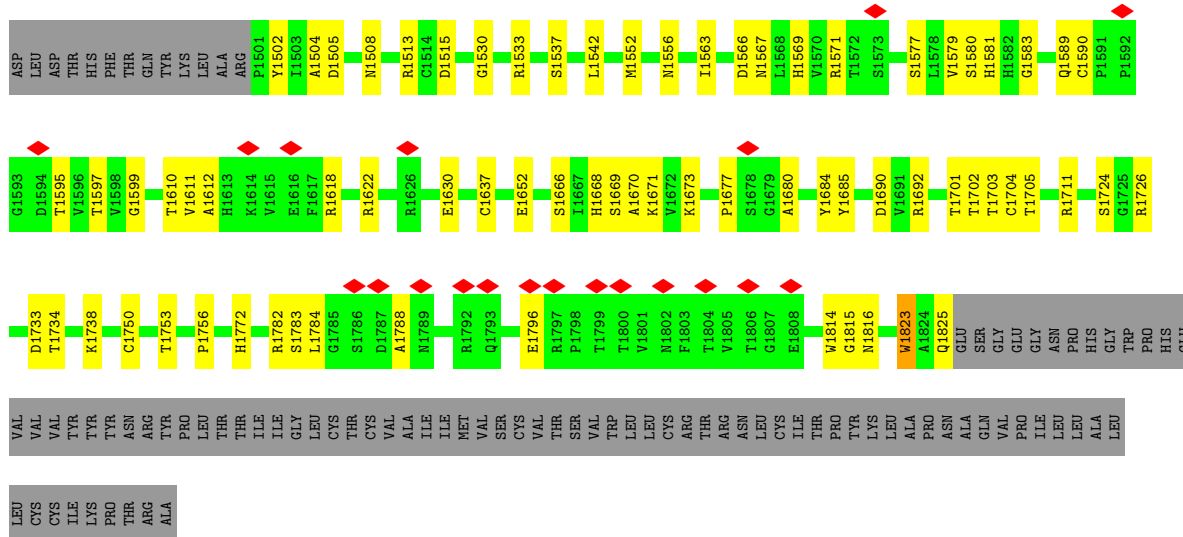 ASP LEU ASP THR HIS PHE THR GLN TYR LYS LEU ALA ARG P1501 Y1502 I1503 A1504 D1505 N1508 R1513 C1514 D1515 G1530 R1533 S1537 L1542 M1552 N1556 I1563 D1566 N1567 L1568 H1569 V1570 R1571 T1572 S1573 S1577 L1578 V1579 S1580 H1581 H1582 G1583 Q1589 C1590 P1591 P1592
G1593 D1594 T1595 V1596 T1597 V1598 G1599 T1610 V1611 A1612 H1613 K1614 V1615 E1616 F1617 R1618 R1622 R1626 E1630 C1637 E1652 S1666 I1667 H1668 S1669 A1670 K1671 V1672 K1673 P1677 S1678 G1679 A1680 Y1684 Y1685 D1690 V1691 R1692 T1701 T1702 T1703 C1704 T1705 R1711 S1724 G1725 R1726
D1733 T1734 K1738 C1750 T1753 P1756 H1772 R1782 S1783 L1784 G1785 S1786 D1787 A1788 N1789 R1792 Q1793 E1796 R1797 P1798 T1799 T1800 V1801 N1802 F1803 T1804 V1805 T1806 G1807 E1808 W1814 G1815 N1816 W1823 A1824 Q1825 GLU SER GLY GLU GLY ASN PRO HIS GLY TRP PRO HIS GLU
VAL VAL VAL TYR TYR TYR ASN ARG TYR PRO LEU THR THR ILE ILE GLY LEU CYS THR CYS VAL ALA ILE ILE MET VAL SER CYS VAL THR SER VAL TRP LEU LEU CYS ARG THR ARG ASN LEU CYS ILE THR PRO TYR LYS LEU ALA PRO ASN ALA GLN VAL PRO ILE LEU LEU ALA LEU
LEU CYS CYS ILE LYS PRO THR ARG ALA